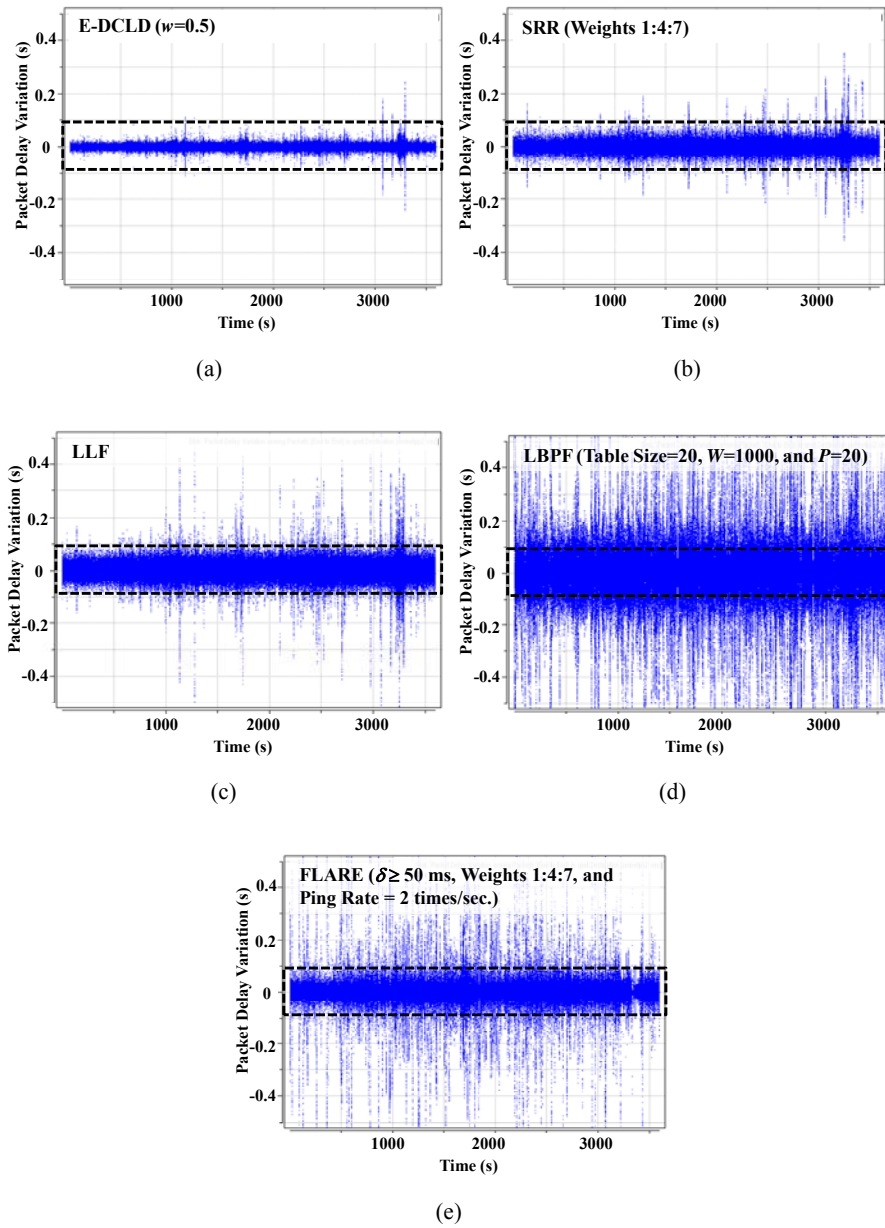 E-DCLD (w=0.5)
Packet Delay Variation (s)
0.4
0.2
0
-0.2
-0.4
1000 2000 3000
Time (s)
(a)
SRR (Weights 1:4:7)
Packet Delay Variation (s)
0.4
0.2
0
-0.2
-0.4
1000 2000 3000
Time (s)
(b)
LLF
Packet Delay Variation (s)
0.4
0.2
0
-0.2
-0.4
1000 2000 3000
Time (s)
(c)
LBPF (Table Size=20, W=1000, and P=20)
Packet Delay Variation (s)
0.4
0.2
0
-0.2
-0.4
1000 2000 3000
Time (s)
(d)
FLARE (δ≥ 50 ms, Weights 1:4:7, and
Ping Rate = 2 times/sec.)
Packet Delay Variation (s)
0.4
0.2
0
-0.2
-0.4
1000 2000 3000
Time (s)
(e)